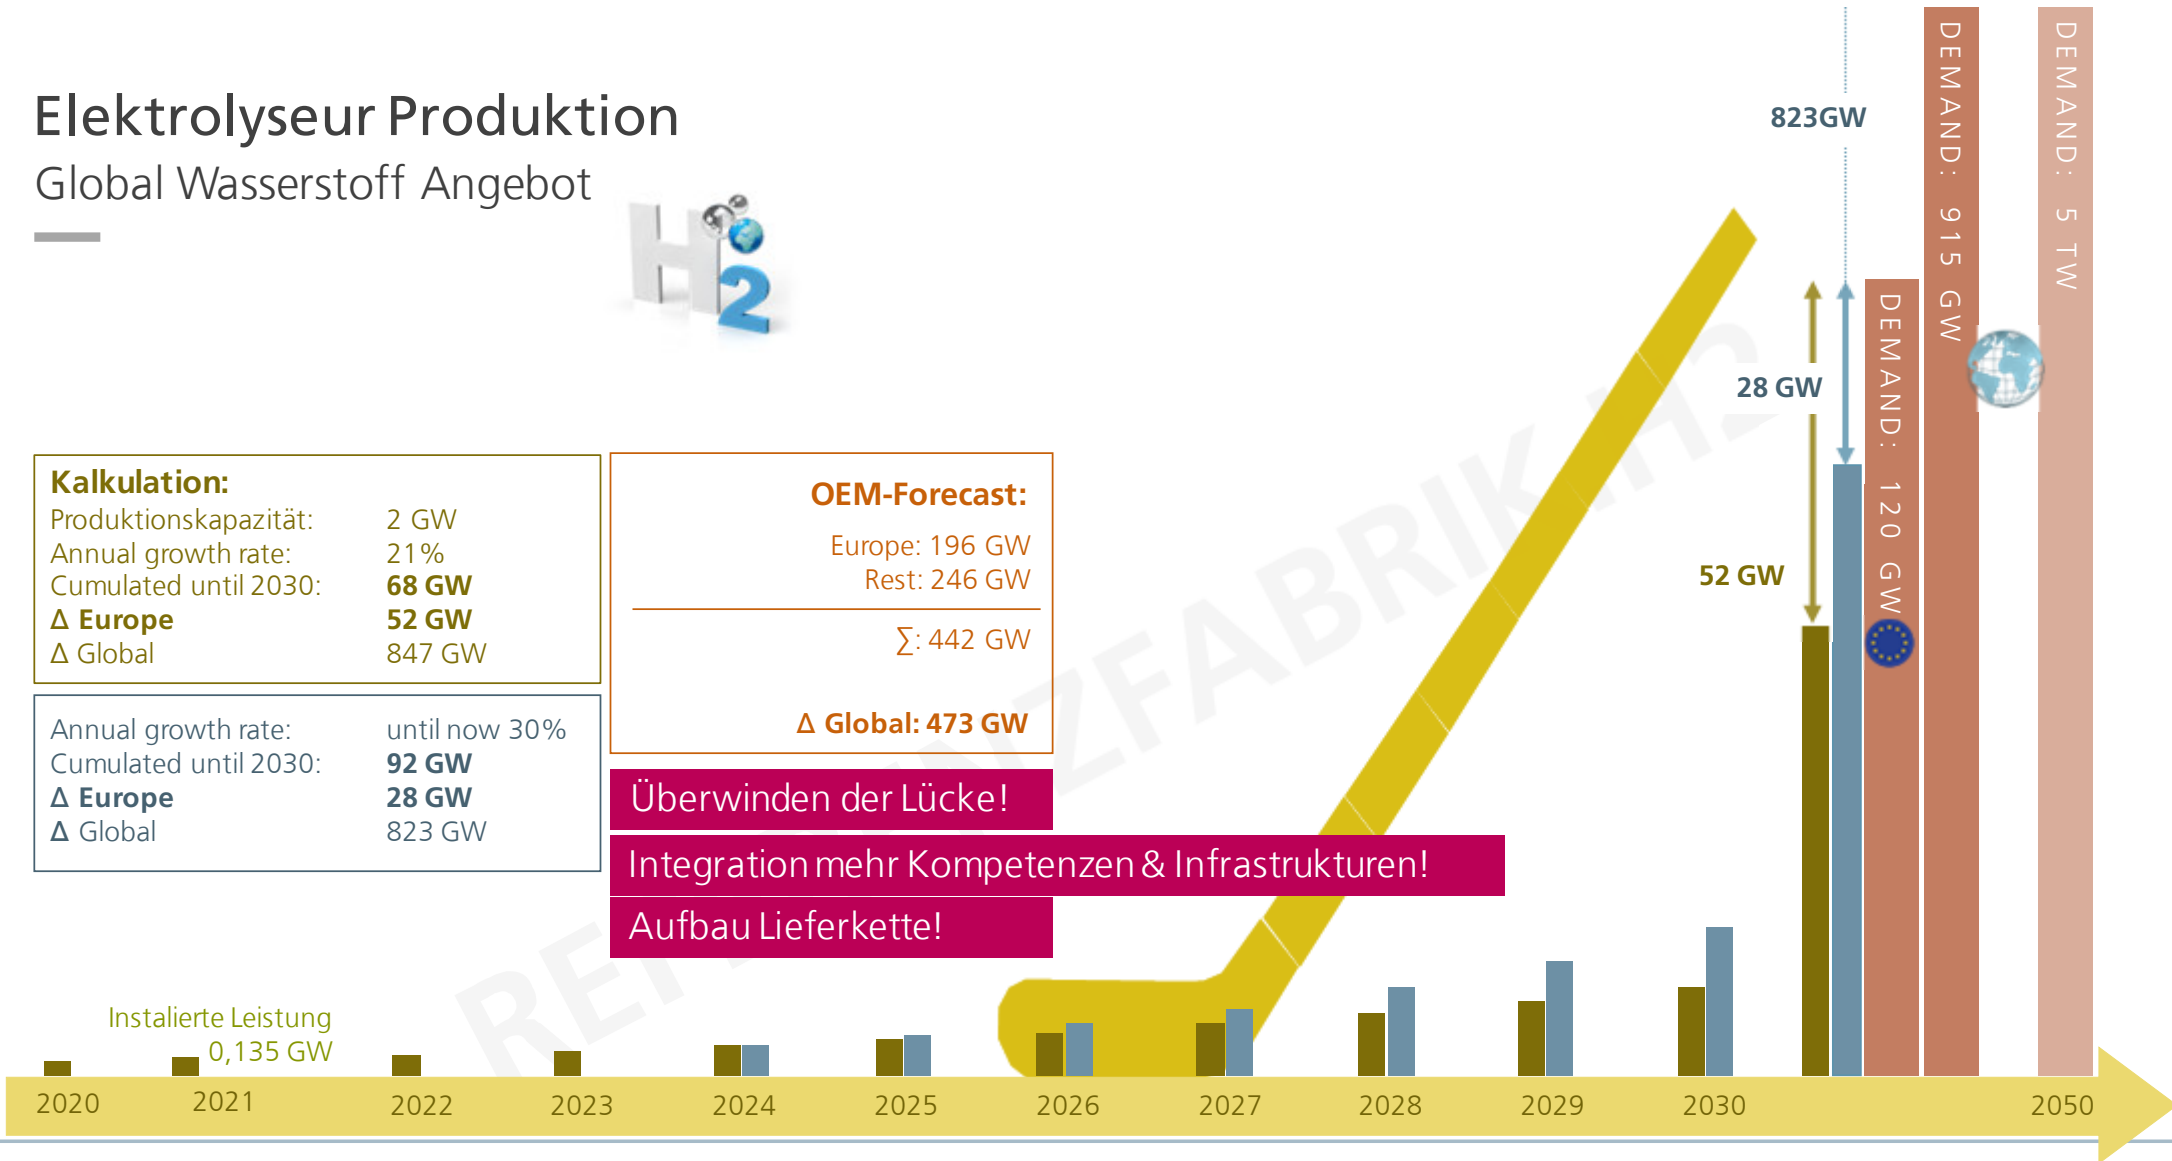 Elektrolyseur Produktion
Global Wasserstoff Angebot
H2
Kalkulation:
Produktionskapazität: 2 GW
Annual growth rate: 21%
Cumulated until 2030: 68 GW
Δ Europe 52 GW
Δ Global 847 GW
Annual growth rate: until now 30%
Cumulated until 2030: 92 GW
Δ Europe 28 GW
Δ Global 823 GW
OEM-Forecast:
Europe: 196 GW
Rest: 246 GW
∑: 442 GW
Δ Global: 473 GW
Überwinden der Lücke!
Integration mehr Kompetenzen & Infrastrukturen!
Aufbau Lieferkette!
Instalierte Leistung
0,135 GW
823GW
28 GW
52 GW
DEMAND: 120 GW
DEMAND: 915 GW
DEMAND: 5 TW
2020 2021 2022 2023 2024 2025 2026 2027 2028 2029 2030 2050